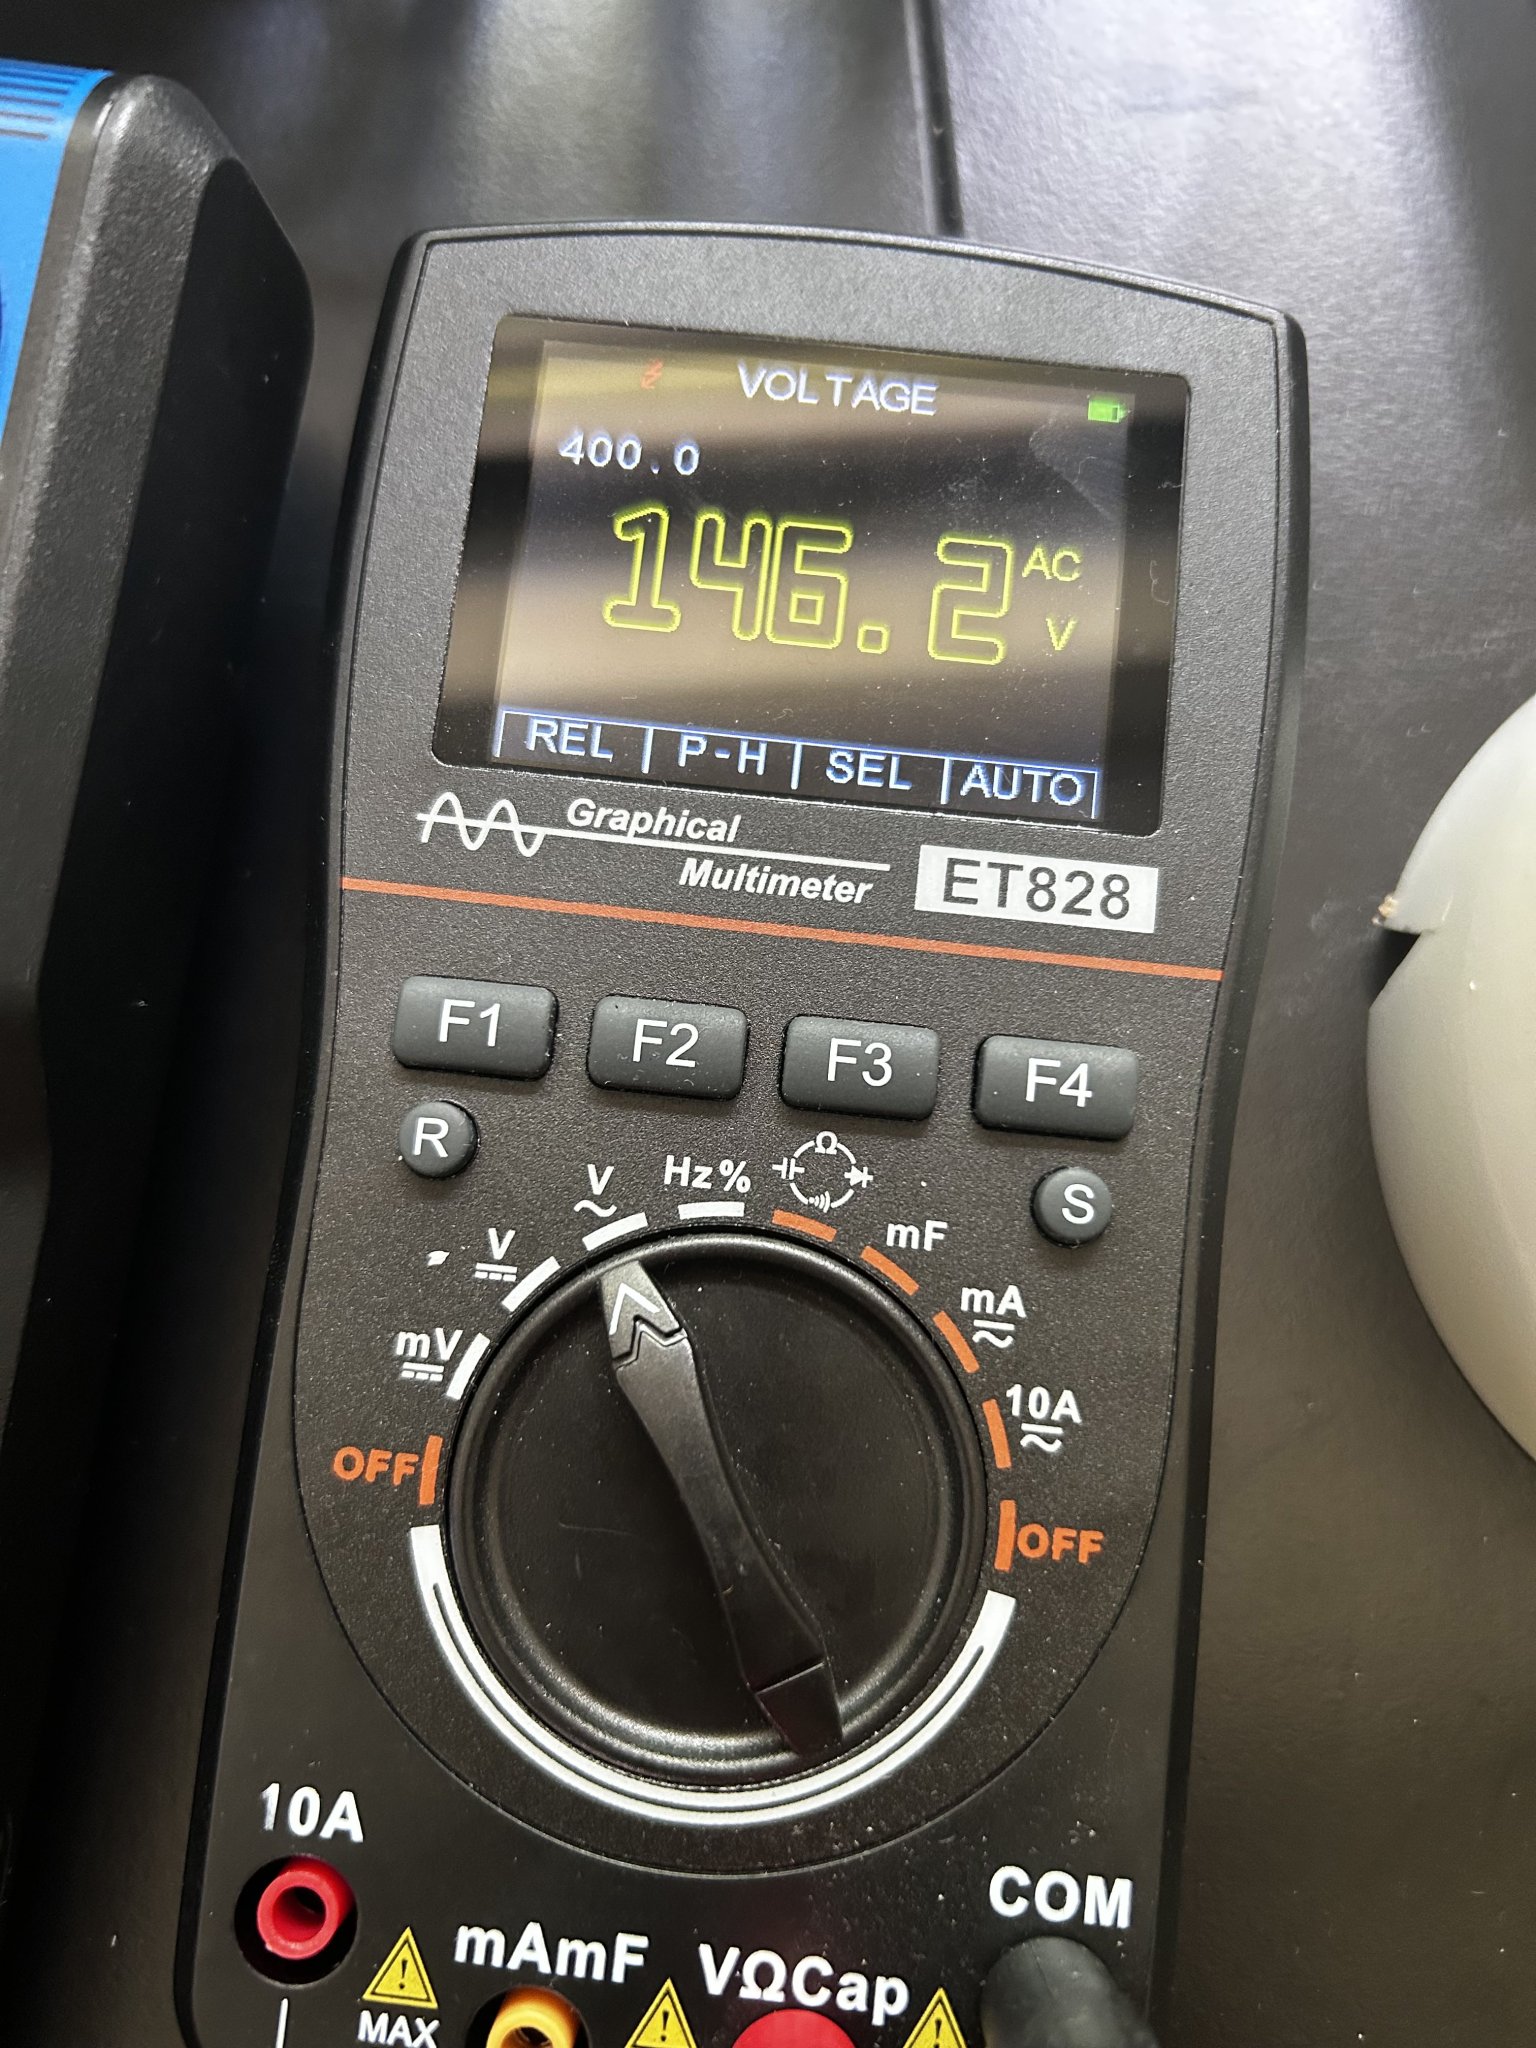 VOLTAGE
400.0
146.2 AC
V
REL P-H SEL AUTO
Graphical
Multimeter
ET828
F1 F2 F3 F4
R
S
V
Hz%
Ω
V
mF
mV
mA
10A
OFF
OFF
10A
COM
mAmF
VΩCap
MAX